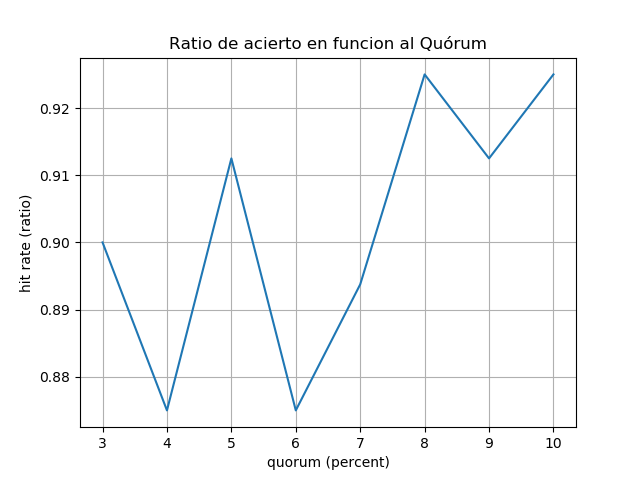 Ratio de acierto en funcion al Quórum
hit rate (ratio)
0.92
0.91
0.90
0.89
0.88
3 4 5 6 7 8 9 10
quorum (percent)